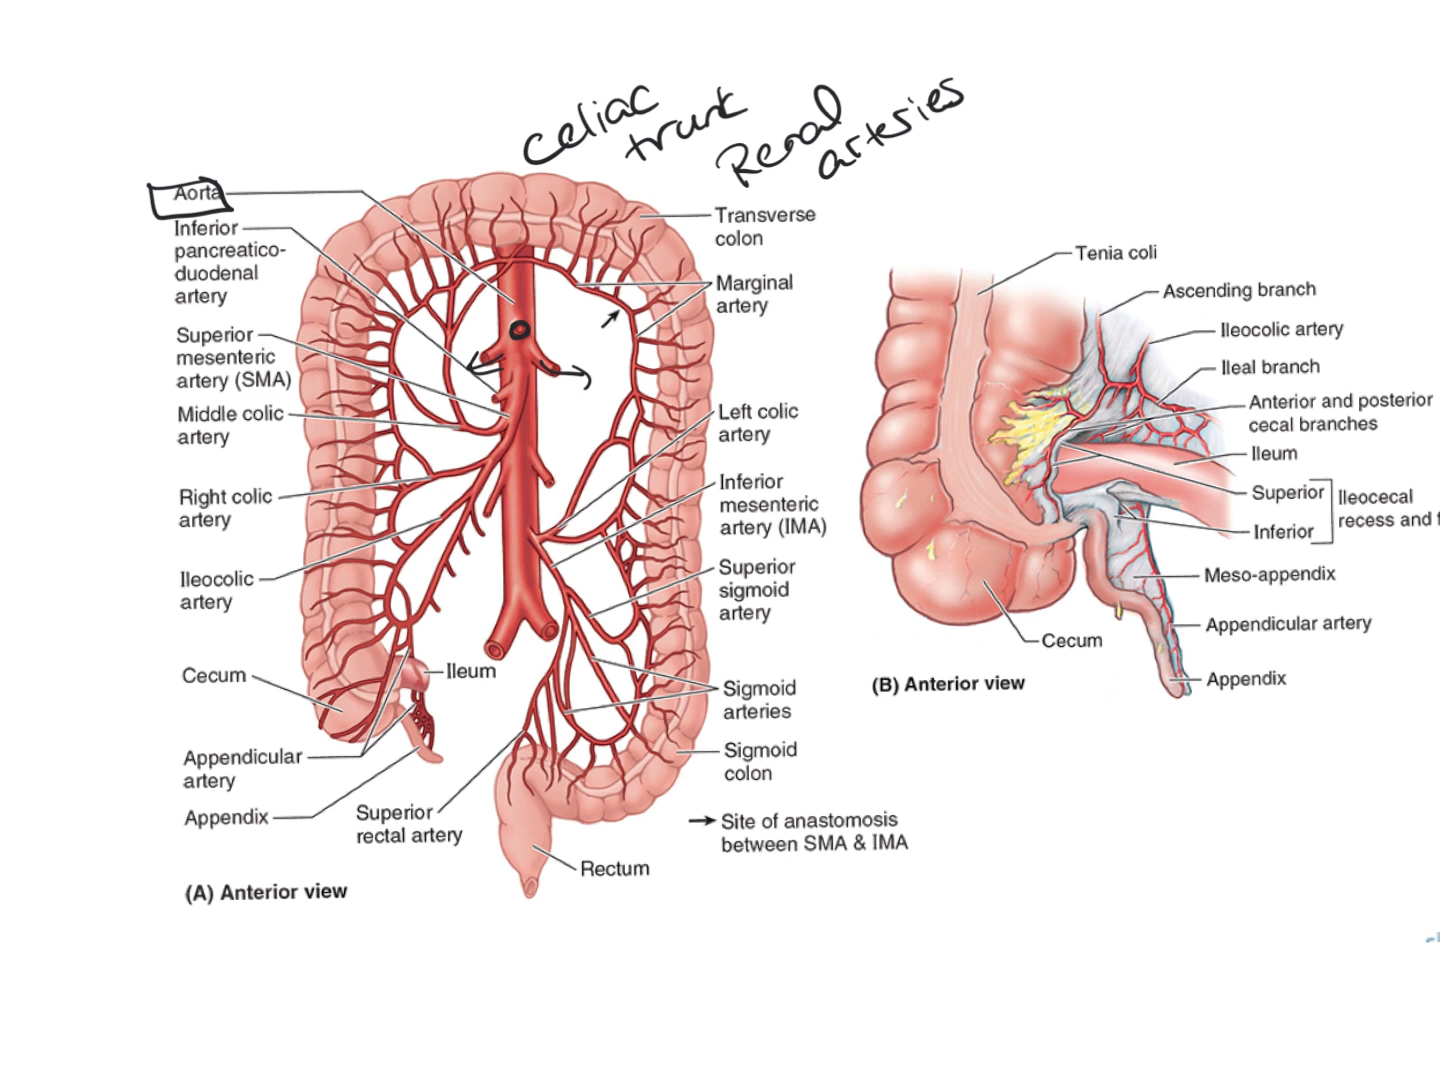 celiac
trunk
Renal
arteries
Aorta
Inferior
pancreatico-
duodenal
artery
Superior
mesenteric
artery (SMA)
Middle colic
artery
Right colic
artery
Ileocolic
artery
Cecum
Appendicular
artery
Appendix
Superior
rectal artery
Ileum
Transverse
colon
Marginal
artery
Left colic
artery
Inferior
mesenteric
artery (IMA)
Superior
sigmoid
artery
Sigmoid
arteries
Sigmoid
colon
Site of anastomosis
between SMA & IMA
Rectum
(A) Anterior view
Tenia coli
Ascending branch
Ileocolic artery
Ileal branch
Anterior and posterior
cecal branches
Ileum
Superior
Inferior
Ileocecal
recess and f
Meso-appendix
Appendicular artery
Appendix
Cecum
(B) Anterior view